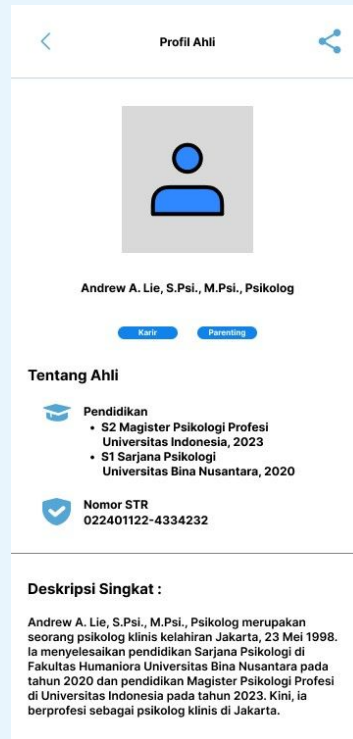 Profil Ahli
Andrew A. Lie, S.Psi., M.Psi., Psikolog
Karir Parenting
Tentang Ahli
Pendidikan
• S2 Magister Psikologi Profesi
Universitas Indonesia, 2023
• S1 Sarjana Psikologi
Universitas Bina Nusantara, 2020
Nomor STR
022401122-4334232
Deskripsi Singkat :
Andrew A. Lie, S.Psi., M.Psi., Psikolog merupakan
seorang psikolog klinis kelahiran Jakarta, 23 Mei 1998.
Ia menyelesaikan pendidikan Sarjana Psikologi di
Fakultas Humaniora Universitas Bina Nusantara pada
tahun 2020 dan pendidikan Magister Psikologi Profesi
di Universitas Indonesia pada tahun 2023. Kini, ia
berprofesi sebagai psikolog klinis di Jakarta.